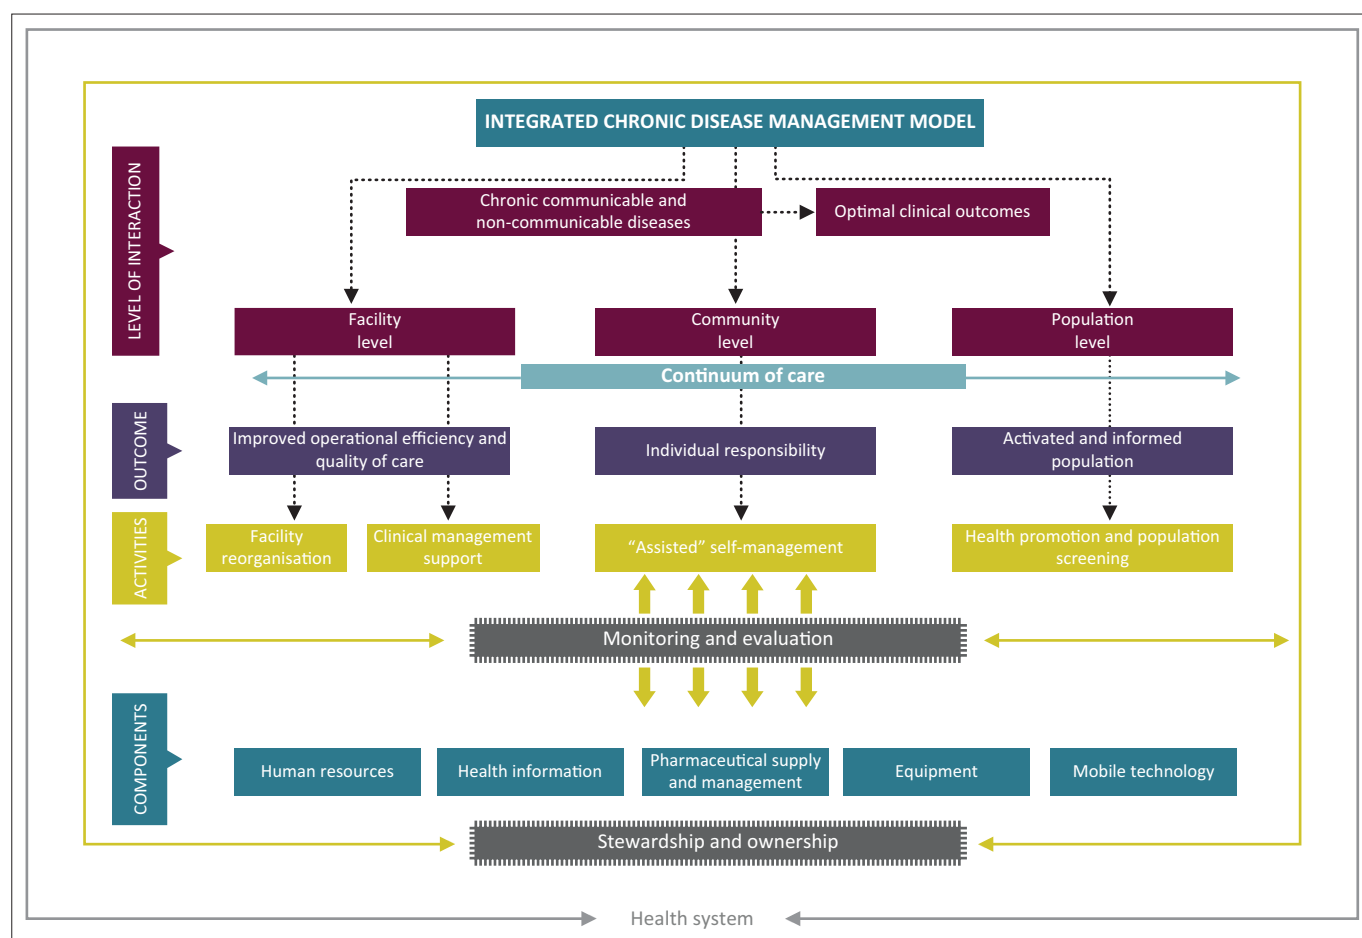 INTEGRATED CHRONIC DISEASE MANAGEMENT MODEL
LEVEL OF INTERACTION
Chronic communicable and
non-communicable diseases
Optimal clinical outcomes
Facility
level
Community
level
Population
level
Continuum of care
OUTCOME
Improved operational efficiency and
quality of care
Individual responsibility
Activated and informed
population
ACTIVITIES
Facility
reorganisation
Clinical management
support
“Assisted” self-management
Health promotion and population
screening
Monitoring and evaluation
COMPONENTS
Human resources
Health information
Pharmaceutical supply
and management
Equipment
Mobile technology
Stewardship and ownership
Health system